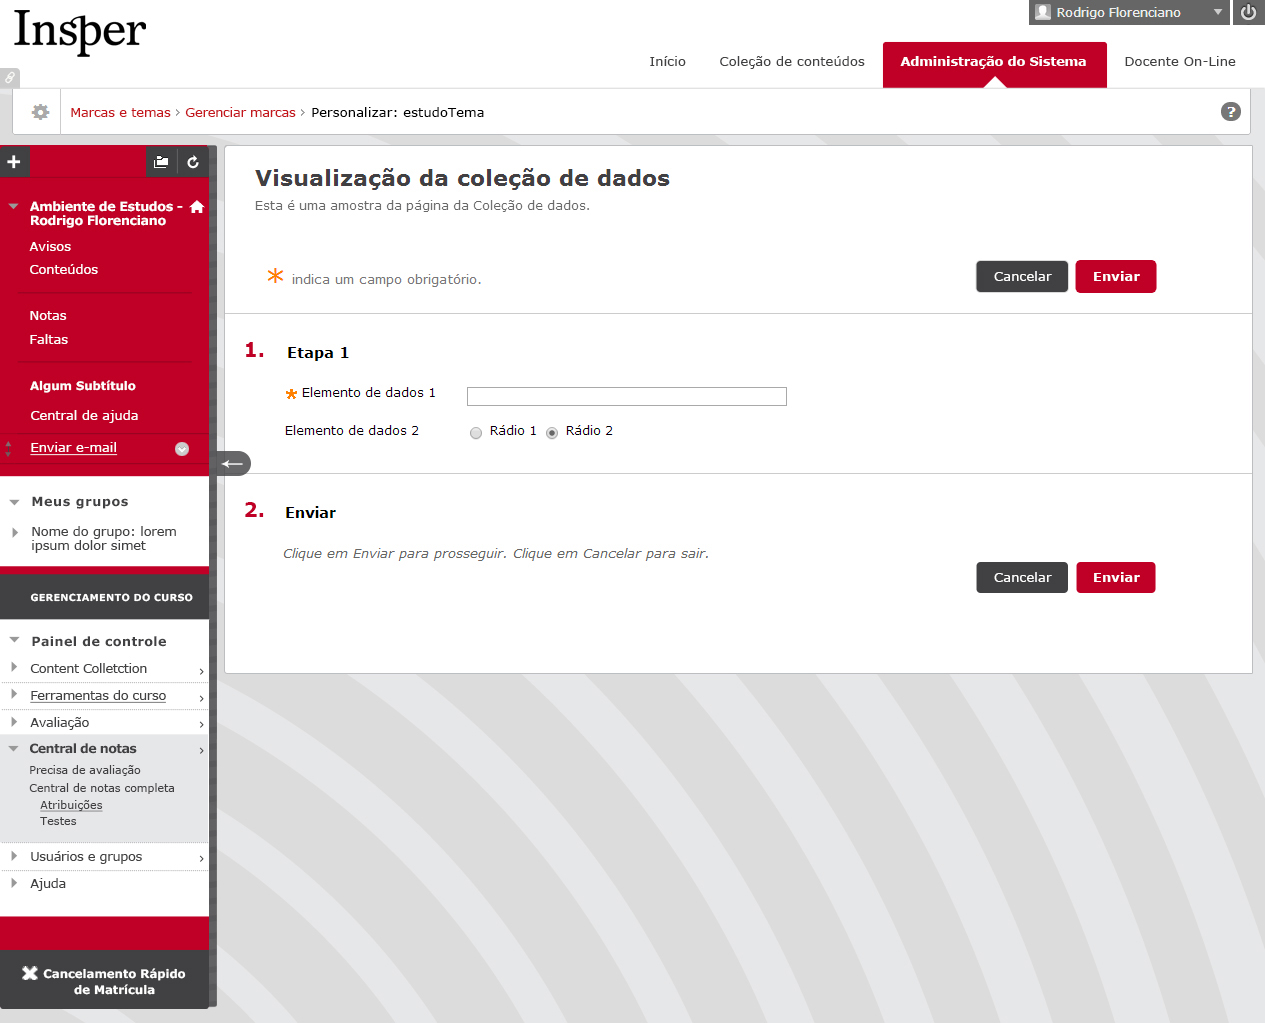 Insper
Rodrigo Florenciano
Início
Coleção de conteúdos
Administração do Sistema
Docente On-Line
Marcas e temas › Gerenciar marcas › Personalizar: estudoTema
?
Ambiente de Estudos -
Rodrigo Florenciano
Avisos
Conteúdos
Notas
Faltas
Algum Subtítulo
Central de ajuda
Enviar e-mail
Meus grupos
Nome do grupo: lorem
ipsum dolor simet
GERENCIAMENTO DO CURSO
Painel de controle
Content Colletction
Ferramentas do curso
Avaliação
Central de notas
Precisa de avaliação
Central de notas completa
Atribuições
Testes
Usuários e grupos
Ajuda
Cancelamento Rápido
de Matrícula
Visualização da coleção de dados
Esta é uma amostra da página da Coleção de dados.
* indica um campo obrigatório.
Cancelar
Enviar
1. Etapa 1
* Elemento de dados 1
Elemento de dados 2 Rádio 1 Rádio 2
2. Enviar
Clique em Enviar para prosseguir. Clique em Cancelar para sair.
Cancelar
Enviar